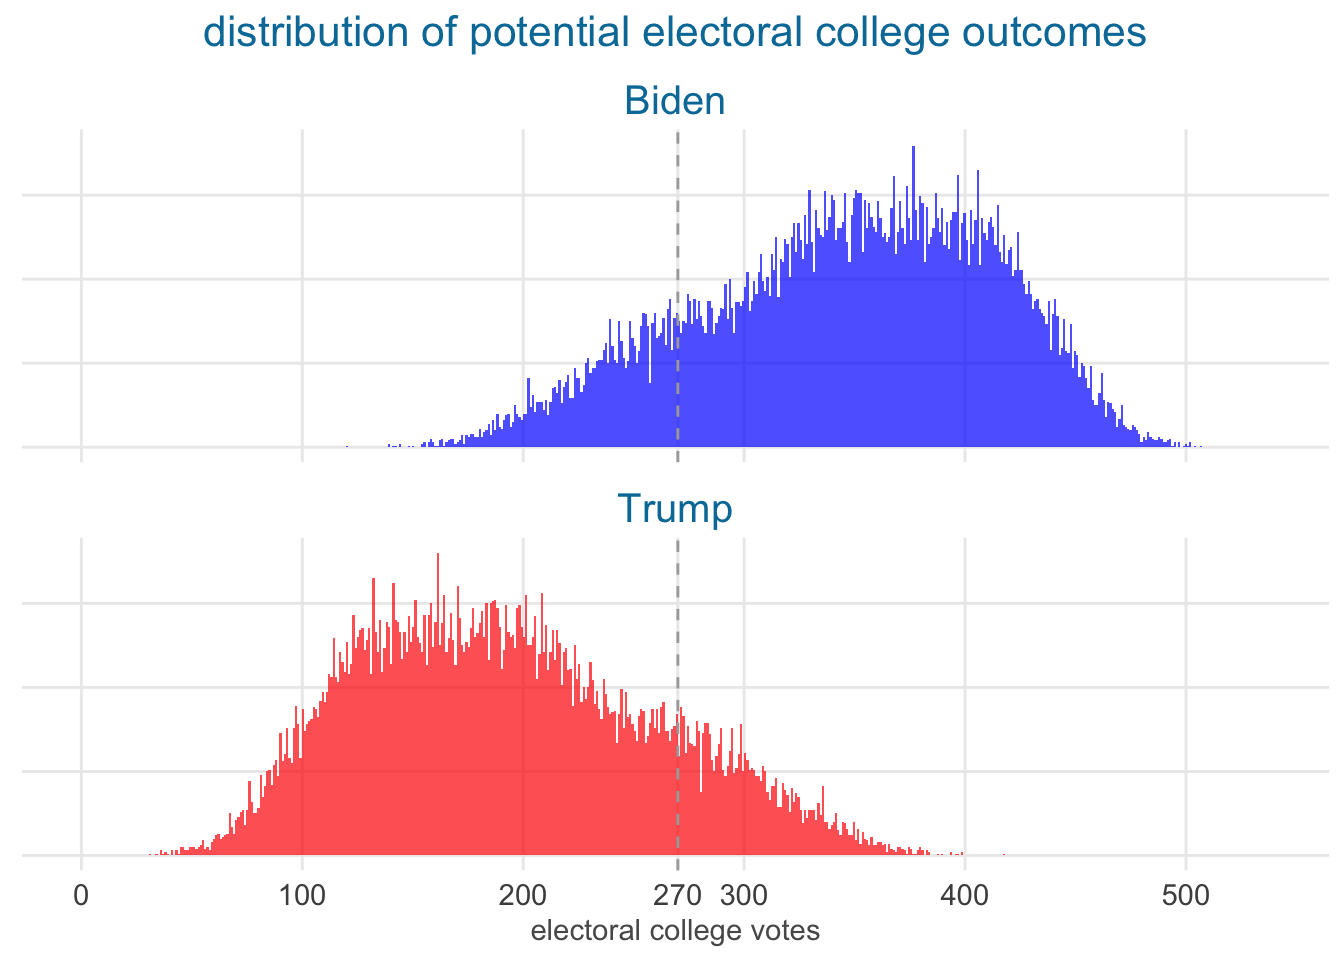 distribution of potential electoral college outcomes
Biden
Trump
0 100 200 270 300 400 500
electoral college votes